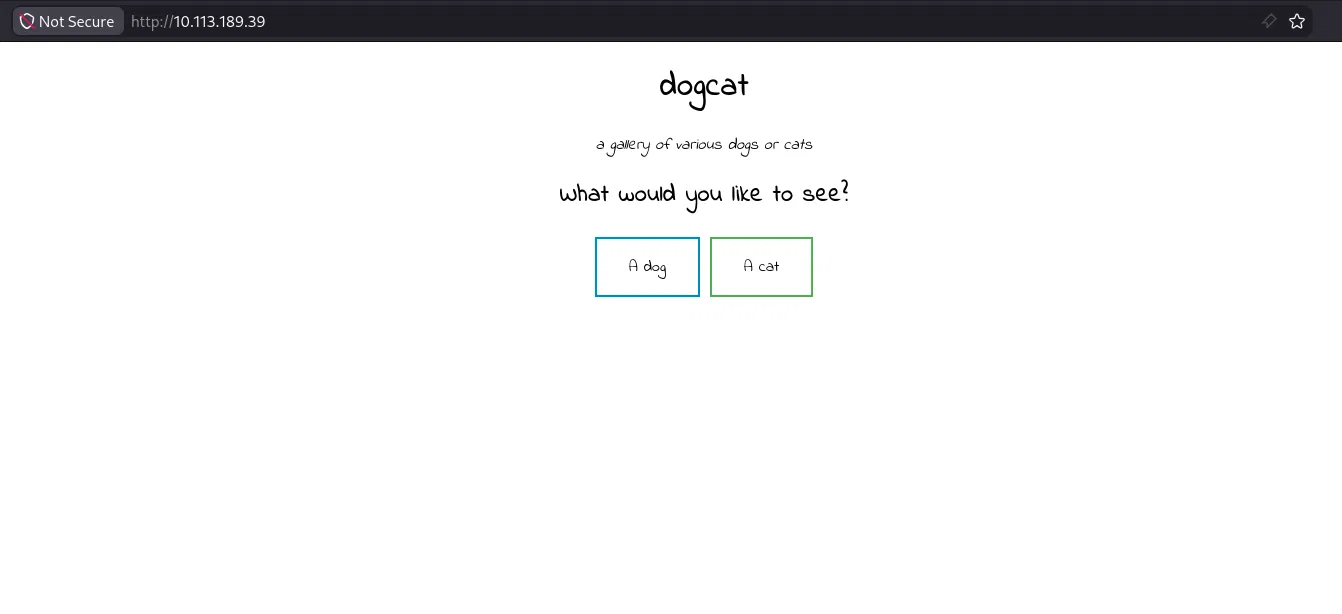 Not Secure http://10.113.189.39
dogcat
a gallery of various dogs or cats
What would you like to see?
A dog A cat